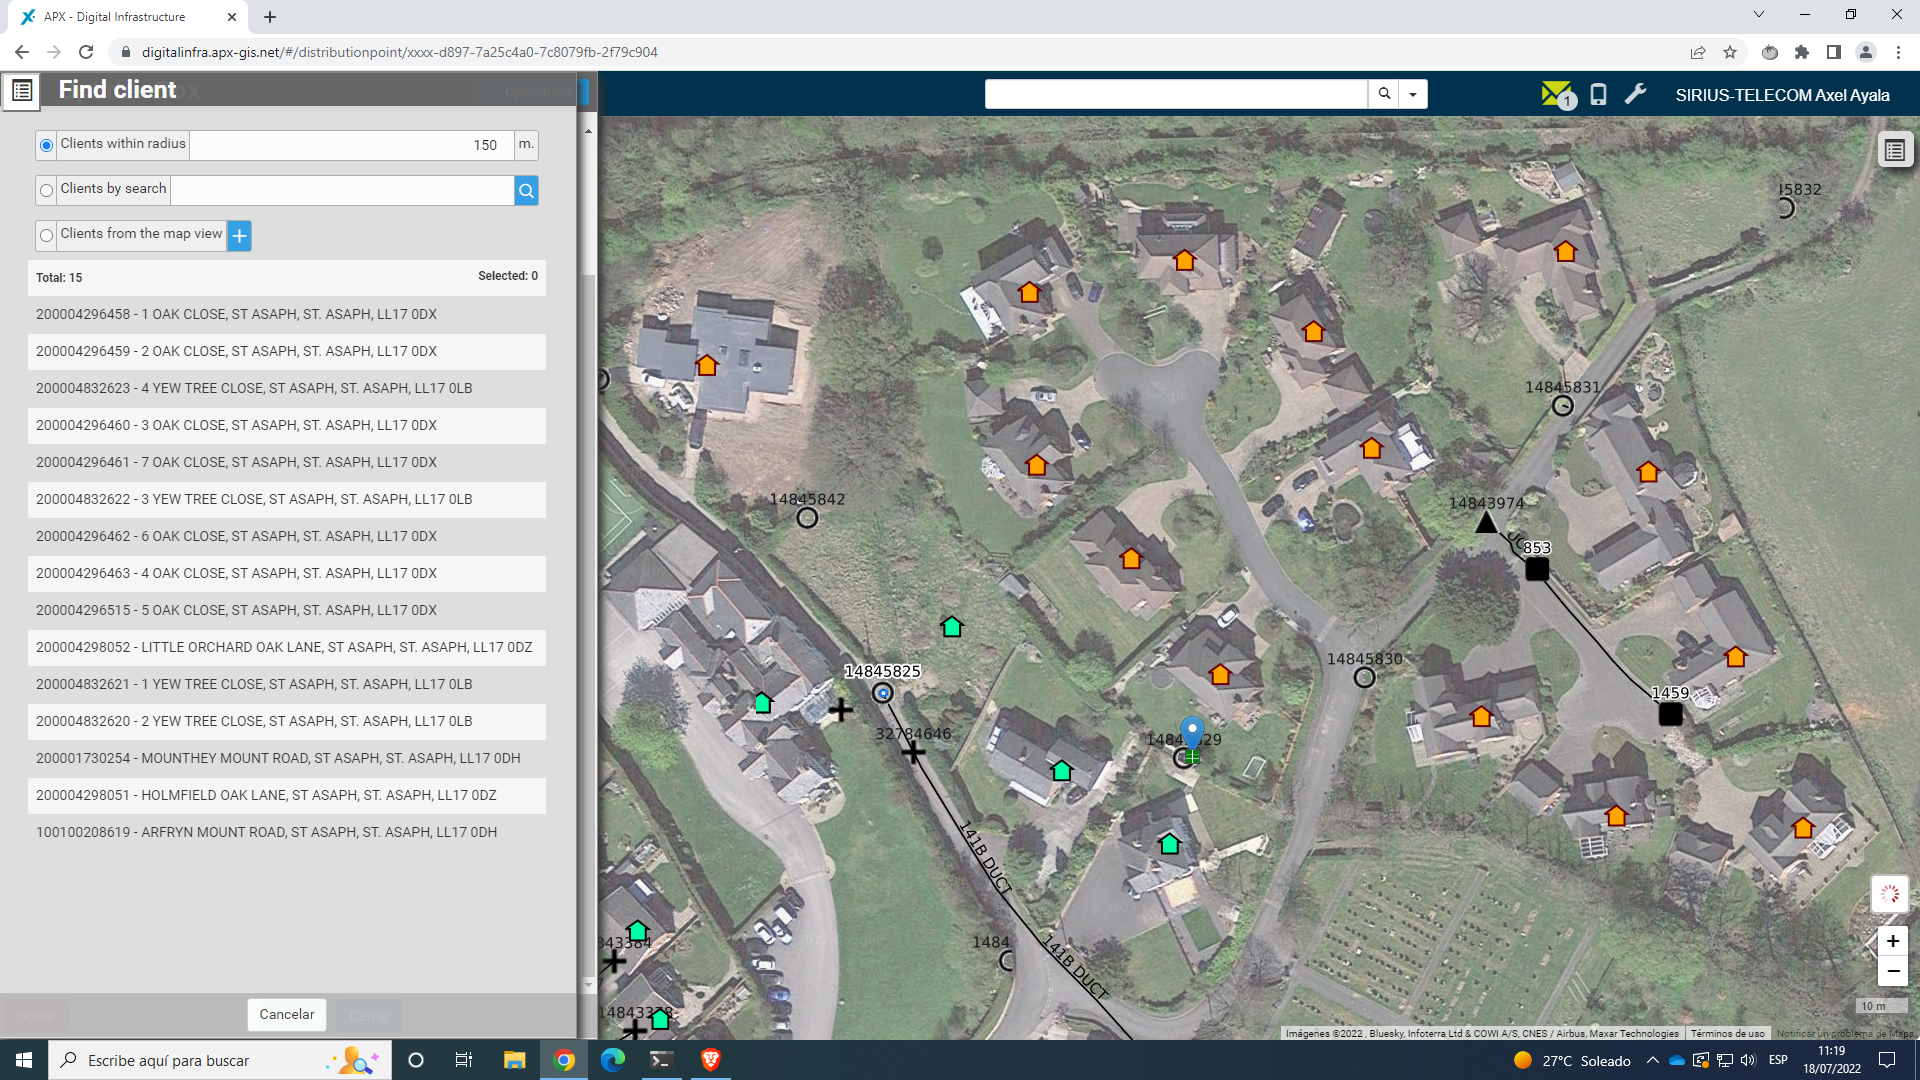 APX - Digital Infrastructure
digitalinfra.apx-gis.net/#/distributionpoint/xxxx-d897-7a25c4a0-7c8079fb-2f79c904
Find client
Operations
1
SIRIUS-TELECOM Axel Ayala
Clients within radius 150 m.
Clients by search
Clients from the map view
Total: 15 Selected: 0
200004296458 - 1 OAK CLOSE, ST ASAPH, ST. ASAPH, LL17 0DX
200004296459 - 2 OAK CLOSE, ST ASAPH, ST. ASAPH, LL17 0DX
200004832623 - 4 YEW TREE CLOSE, ST ASAPH, ST. ASAPH, LL17 0LB
200004296460 - 3 OAK CLOSE, ST ASAPH, ST. ASAPH, LL17 0DX
200004296461 - 7 OAK CLOSE, ST ASAPH, ST. ASAPH, LL17 0DX
200004832622 - 3 YEW TREE CLOSE, ST ASAPH, ST. ASAPH, LL17 0LB
200004296462 - 6 OAK CLOSE, ST ASAPH, ST. ASAPH, LL17 0DX
200004296463 - 4 OAK CLOSE, ST ASAPH, ST. ASAPH, LL17 0DX
200004296515 - 5 OAK CLOSE, ST ASAPH, ST. ASAPH, LL17 0DX
200004298052 - LITTLE ORCHARD OAK LANE, ST ASAPH, ST. ASAPH, LL17 0DZ
200004832621 - 1 YEW TREE CLOSE, ST ASAPH, ST. ASAPH, LL17 0LB
200004832620 - 2 YEW TREE CLOSE, ST ASAPH, ST. ASAPH, LL17 0LB
200001730254 - MOUNTHEY MOUNT ROAD, ST ASAPH, ST. ASAPH, LL17 0DH
200004298051 - HOLMFIELD OAK LANE, ST ASAPH, ST. ASAPH, LL17 0DZ
100100208619 - ARFRYN MOUNT ROAD, ST ASAPH, ST. ASAPH, LL17 0DH
Borrar
Cancelar
Cerrar
45832
14845831
14845842
14843974
853
14845830
14845825
1459
32784646
141B DUCT
141B DUCT
343384
1484
10 m
Imágenes ©2022 , Bluesky, Infoterra Ltd & COWI A/S, CNES / Airbus, Maxar Technologies
Términos de uso
Notificar un problema de Maps
Escribe aquí para buscar
27°C Soleado
ESP
11:19
18/07/2022